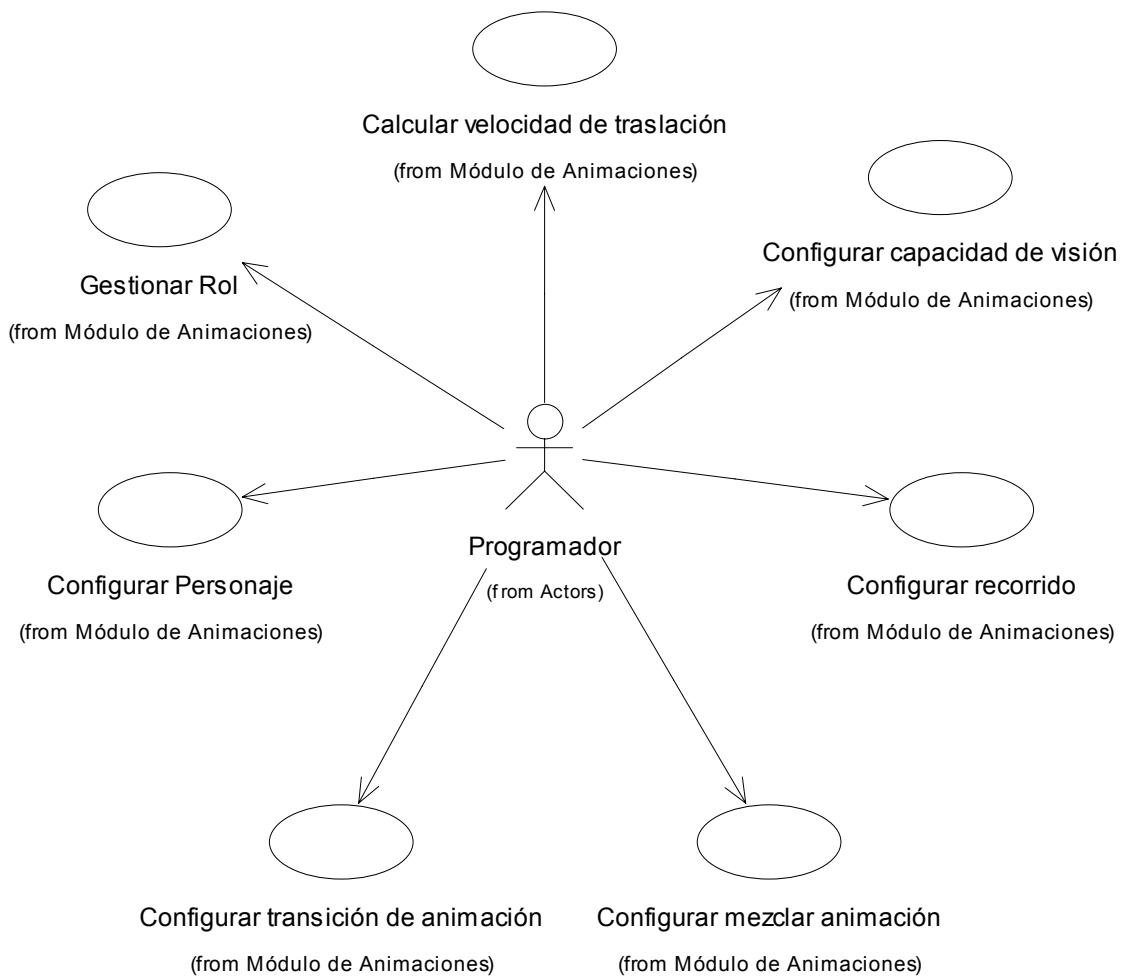 Calcular velocidad de traslación
(from Módulo de Animaciones)
Configurar capacidad de visión
(from Módulo de Animaciones)
Gestionar Rol
(from Módulo de Animaciones)
Programador
(from Actors)
Configurar Personaje
(from Módulo de Animaciones)
Configurar recorrido
(from Módulo de Animaciones)
Configurar transición de animación
(from Módulo de Animaciones)
Configurar mezclar animación
(from Módulo de Animaciones)